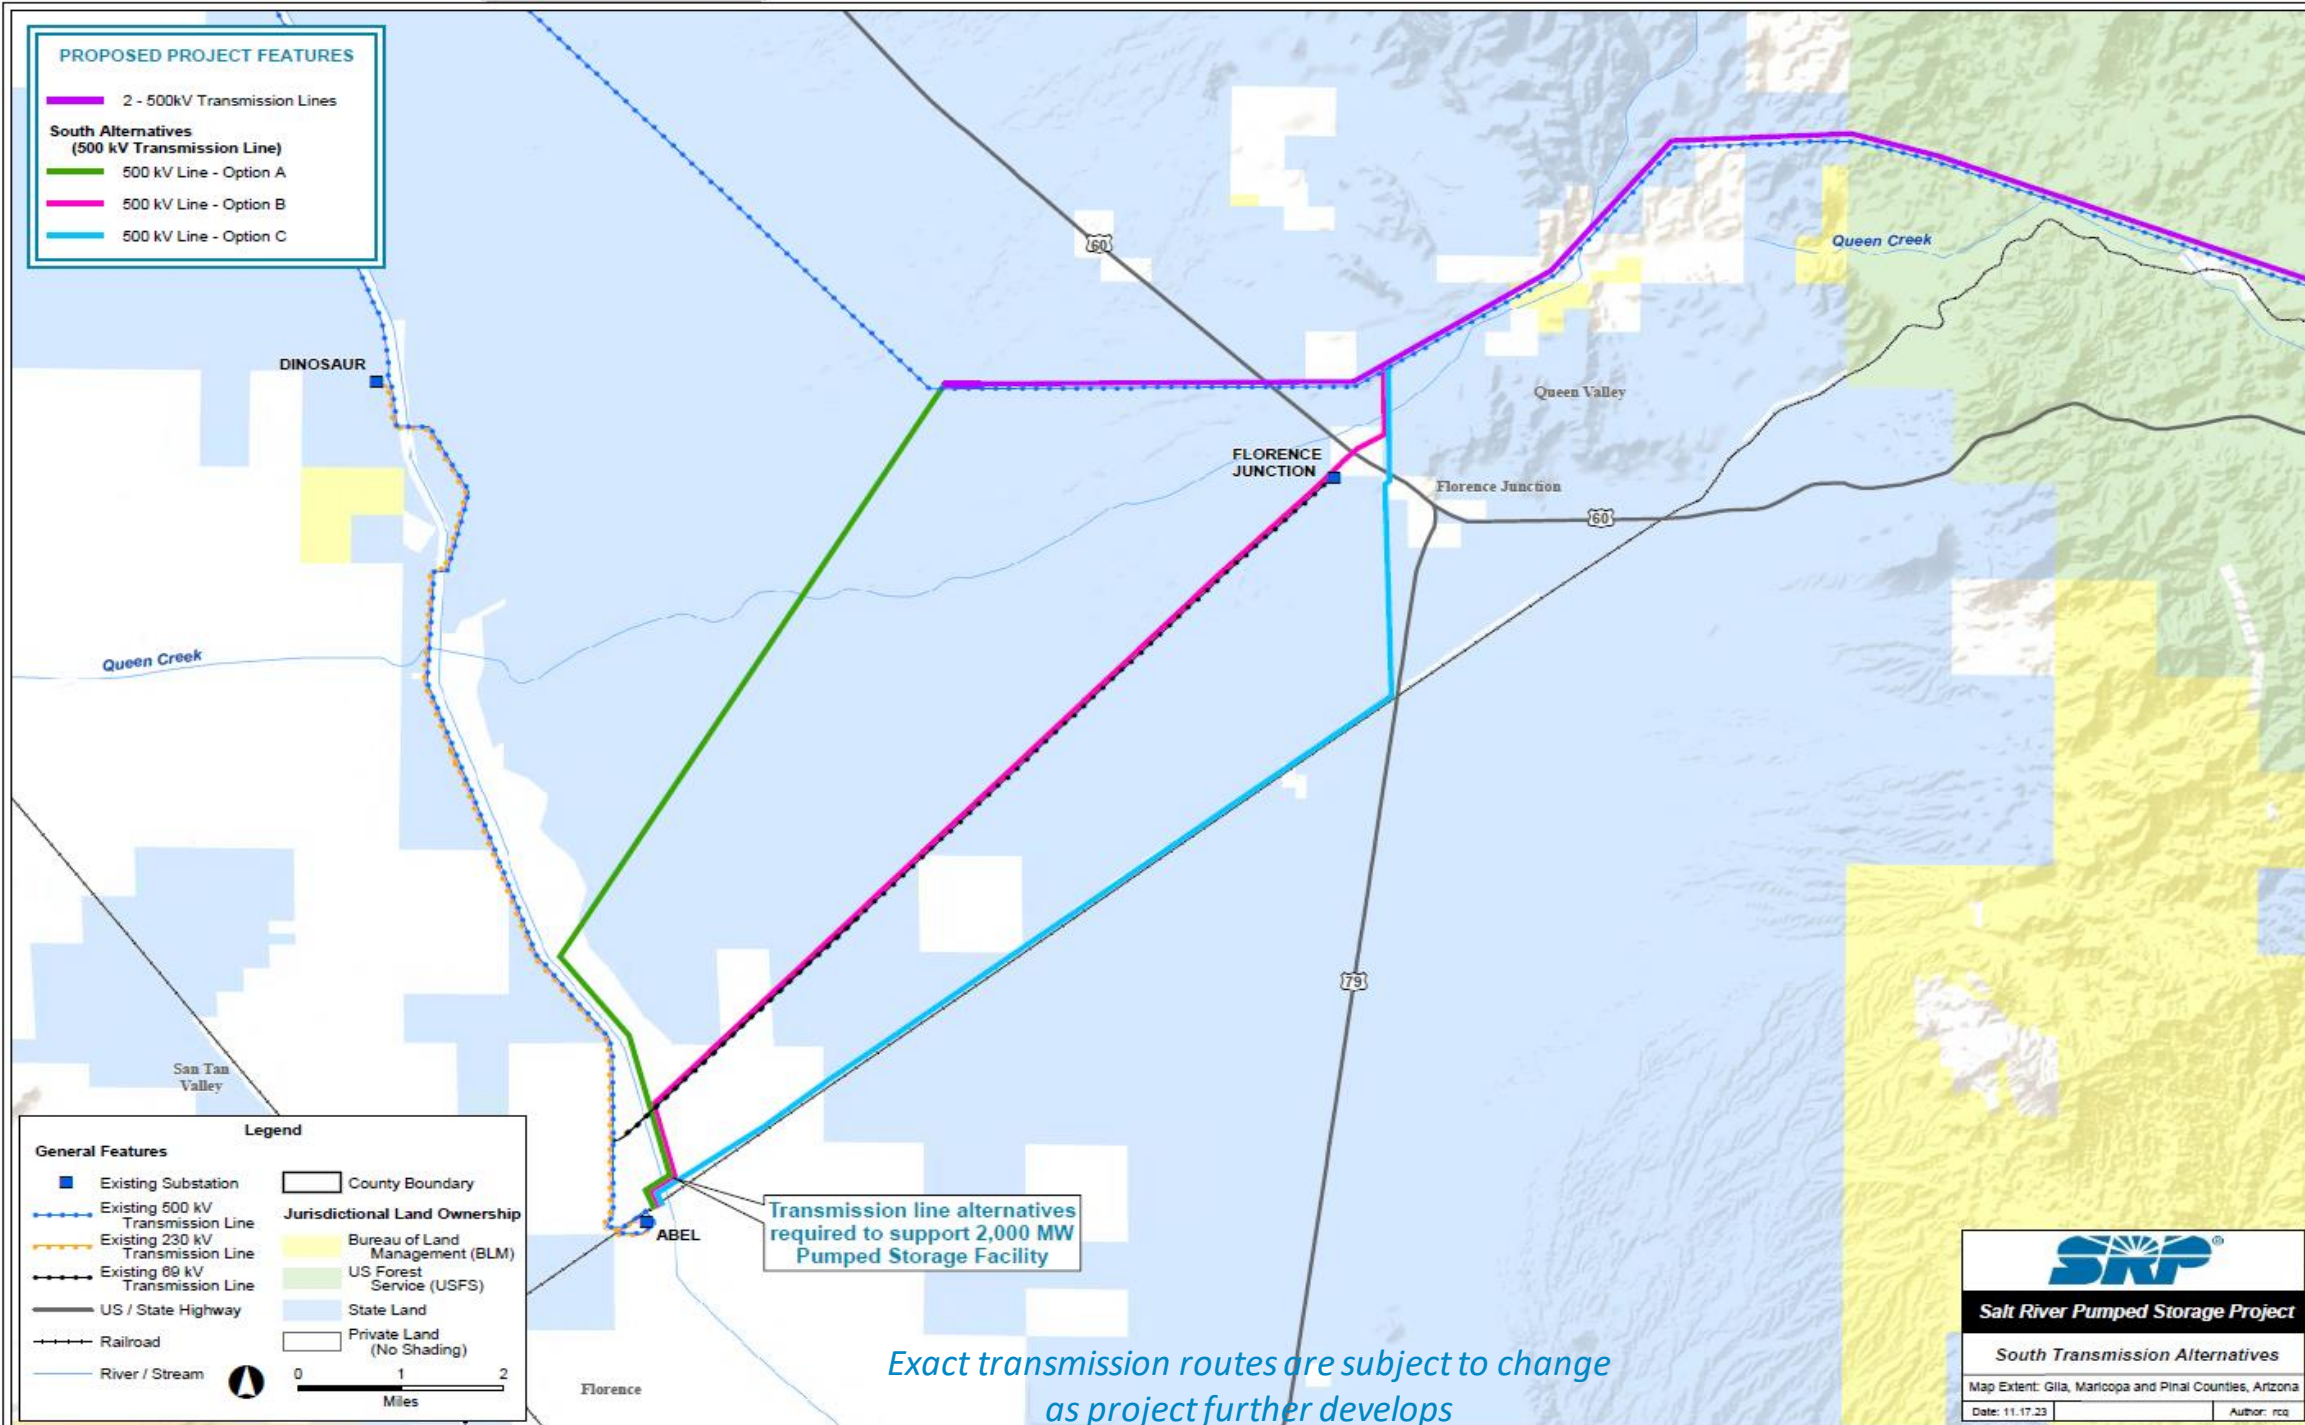 PROPOSED PROJECT FEATURES
2 - 500kV Transmission Lines
South Alternatives
(500 kV Transmission Line)
500 kV Line - Option A
500 kV Line - Option B
500 kV Line - Option C
60
Queen Creek
DINOSAUR
Queen Valley
FLORENCE
JUNCTION
Florence Junction
60
Queen Creek
79
San Tan
Valley
Transmission line alternatives
required to support 2,000 MW
Pumped Storage Facility
ABEL
Florence
Legend
General Features
Existing Substation
Existing 500 kV
Transmission Line
Existing 230 kV
Transmission Line
Existing 69 kV
Transmission Line
US / State Highway
Railroad
River / Stream
County Boundary
Jurisdictional Land Ownership
Bureau of Land
Management (BLM)
US Forest
Service (USFS)
State Land
Private Land
(No Shading)
0 1 2
Miles
Exact transmission routes are subject to change
as project further develops
SRP®
Salt River Pumped Storage Project
South Transmission Alternatives
Map Extent: Gila, Maricopa and Pinal Counties, Arizona
Date: 11.17.23
Author: rcq